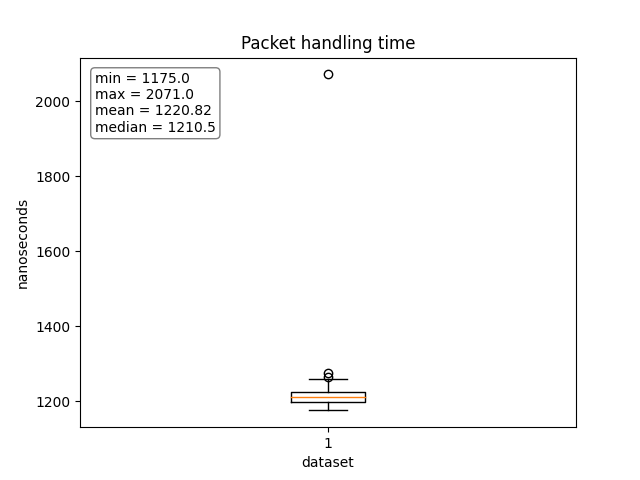 Packet handling time
min = 1175.0
max = 2071.0
mean = 1220.82
median = 1210.5
2000
1800
1600
1400
1200
nanoseconds
1
dataset